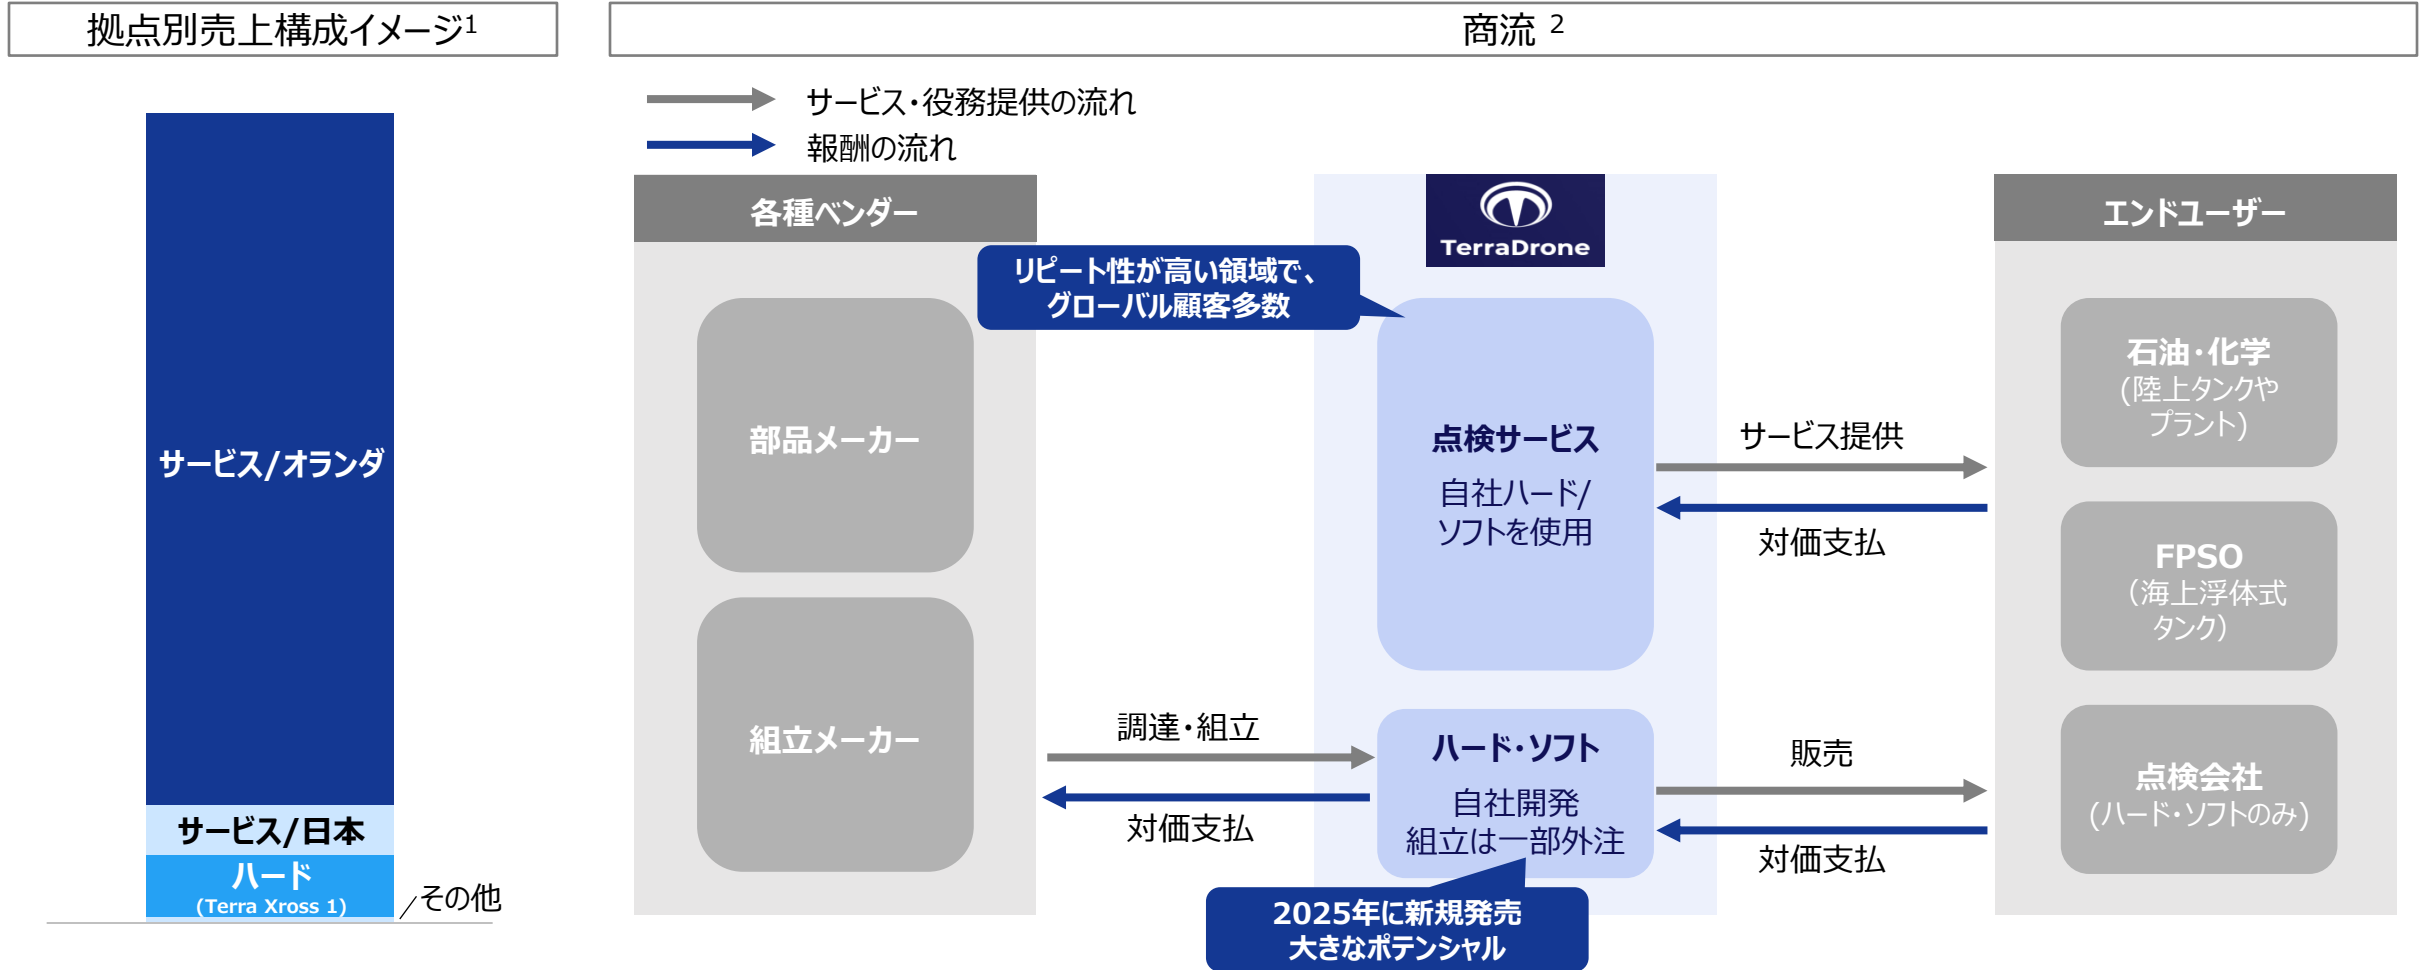 拠点別売上構成イメージ1
商流 2
サービス・役務提供の流れ
報酬の流れ
サービス/オランダ
サービス/日本
ハード
(Terra Xross 1)
その他
各種ベンダー
部品メーカー
組立メーカー
調達・組立
対価支払
TerraDrone
リピート性が高い領域で、
グローバル顧客多数
点検サービス
自社ハード/
ソフトを使用
ハード・ソフト
自社開発
組立は一部外注
2025年に新規発売
大きなポテンシャル
サービス提供
対価支払
販売
対価支払
エンドユーザー
石油・化学
(陸上タンクや
プラント)
FPSO
(海上浮体式
タンク)
点検会社
(ハード・ソフトのみ)